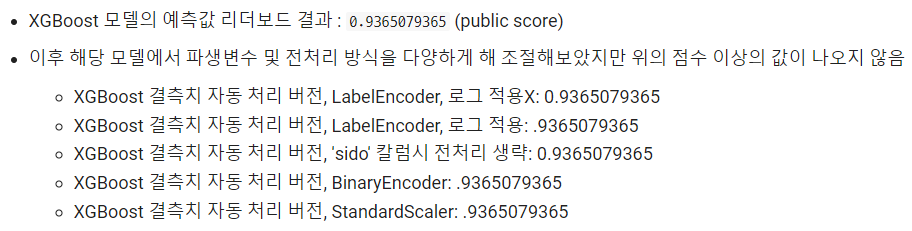 XGBoost 모델의 예측값 리더보드 결과 : 0.9365079365 (public score)
이후 해당 모델에서 파생변수 및 전처리 방식을 다양하게 해 조절해보았지만 위의 점수 이상의 값이 나오지 않음
XGBoost 결측치 자동 처리 버전, LabelEncoder, 로그 적용X: 0.9365079365
XGBoost 결측치 자동 처리 버전, LabelEncoder, 로그 적용: .9365079365
XGBoost 결측치 자동 처리 버전, 'sido' 칼럼시 전처리 생략: 0.9365079365
XGBoost 결측치 자동 처리 버전, BinaryEncoder: .9365079365
XGBoost 결측치 자동 처리 버전, StandardScaler: .9365079365